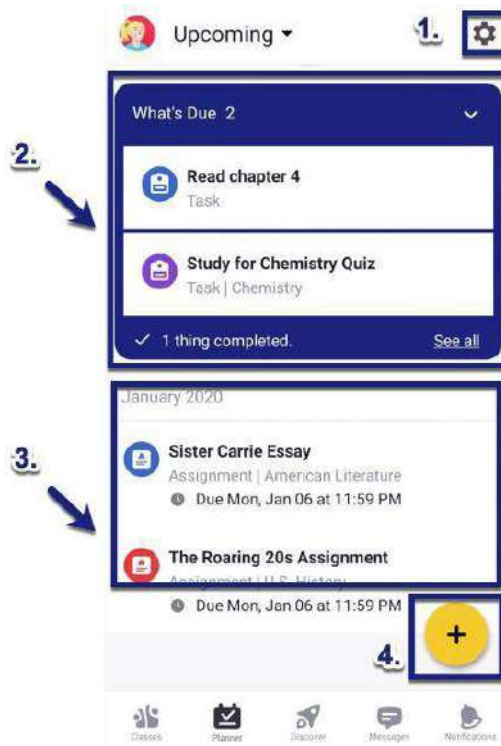 Upcoming
1.
What's Due 2
2.
Read chapter 4
Task
Study for Chemistry Quiz
Task | Chemistry
1 thing completed.
See all
January 2020
3.
Sister Carrie Essay
Assignment | American Literature
Due Mon, Jan 06 at 11:59 PM
The Roaring 20s Assignment
Assignment | U.S. History
Due Mon, Jan 06 at 11:59 PM
+
4.
Classes
Planner
Discover
Messages
Notifications